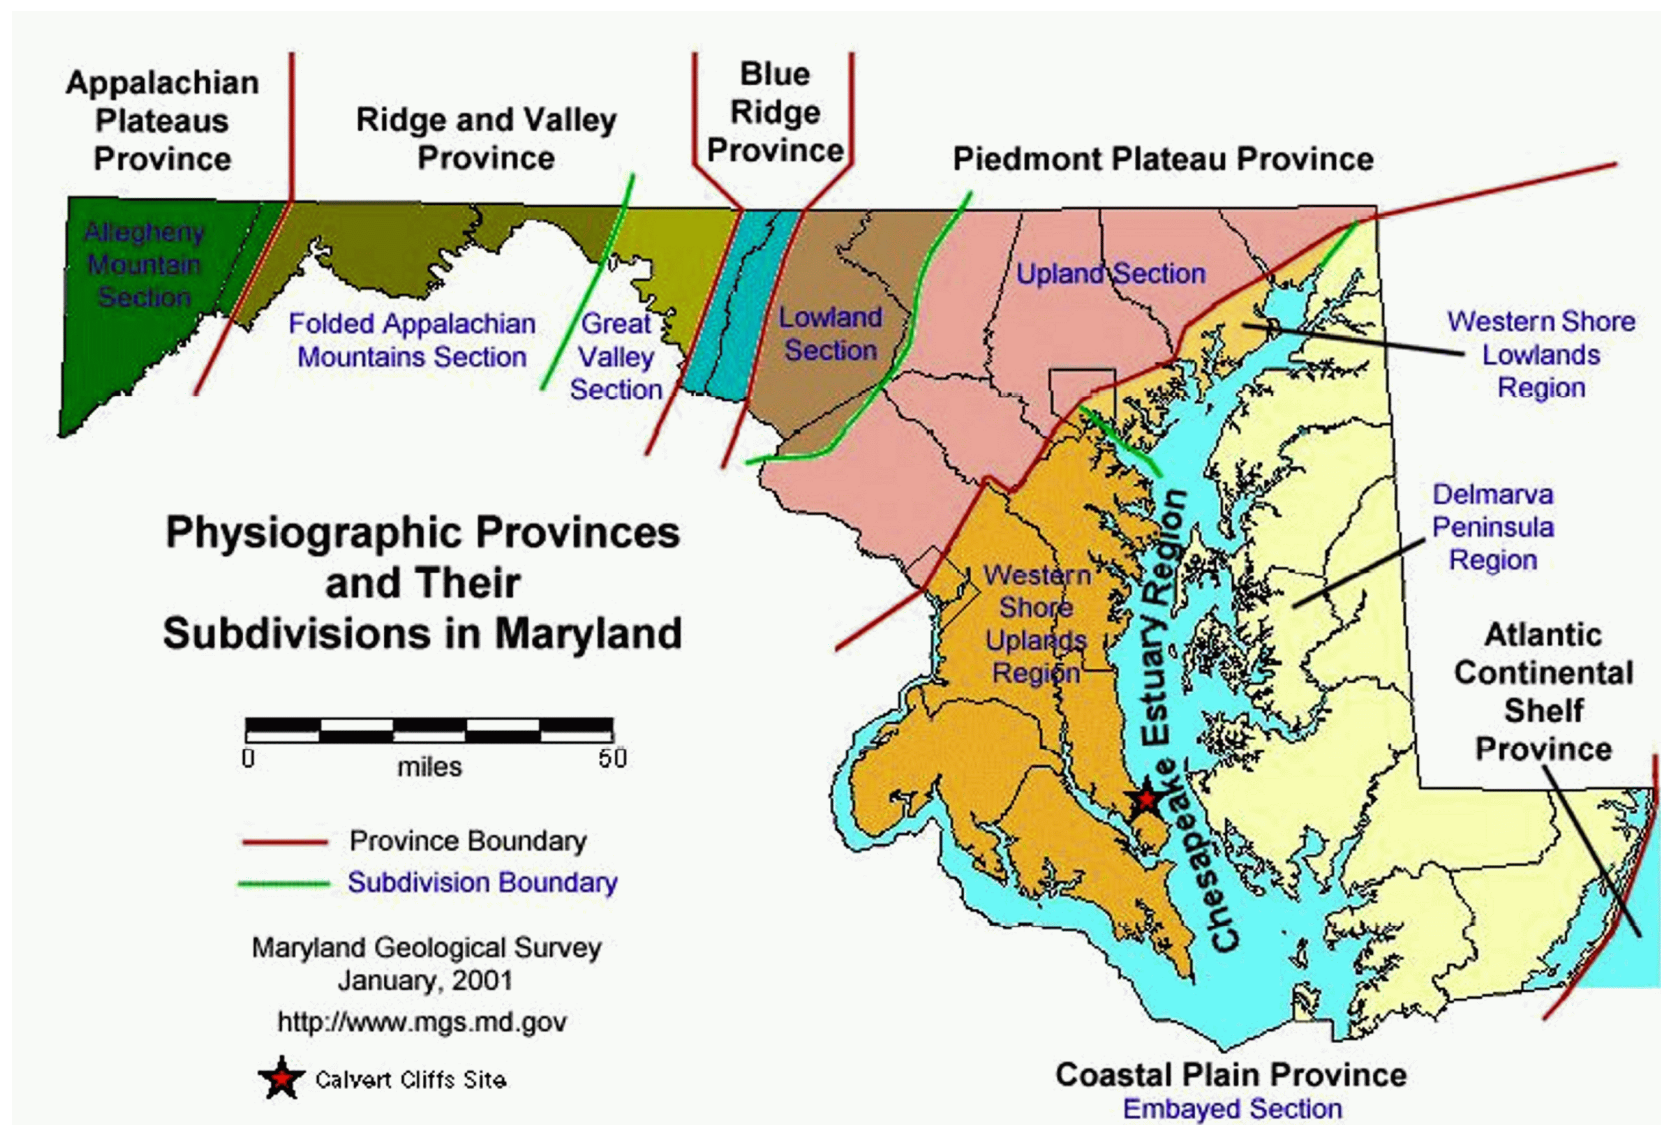 Appalachian
Plateaus
Province
Ridge and Valley
Province
Blue
Ridge
Province
Piedmont Plateau Province
Allegheny
Mountain
Section
Folded Appalachian
Mountains Section
Great
Valley
Section
Lowland
Section
Upland Section
Western Shore
Lowlands
Region
Delmarva
Peninsula
Region
Western
Shore
Uplands
Region
Chesapeake Estuary Region
Atlantic
Continental
Shelf
Province
Physiographic Provinces
and Their
Subdivisions in Maryland
0 50
miles
Province Boundary
Subdivision Boundary
Maryland Geological Survey
January, 2001
http://www.mgs.md.gov
Calvert Cliffs Site
Coastal Plain Province
Embayed Section